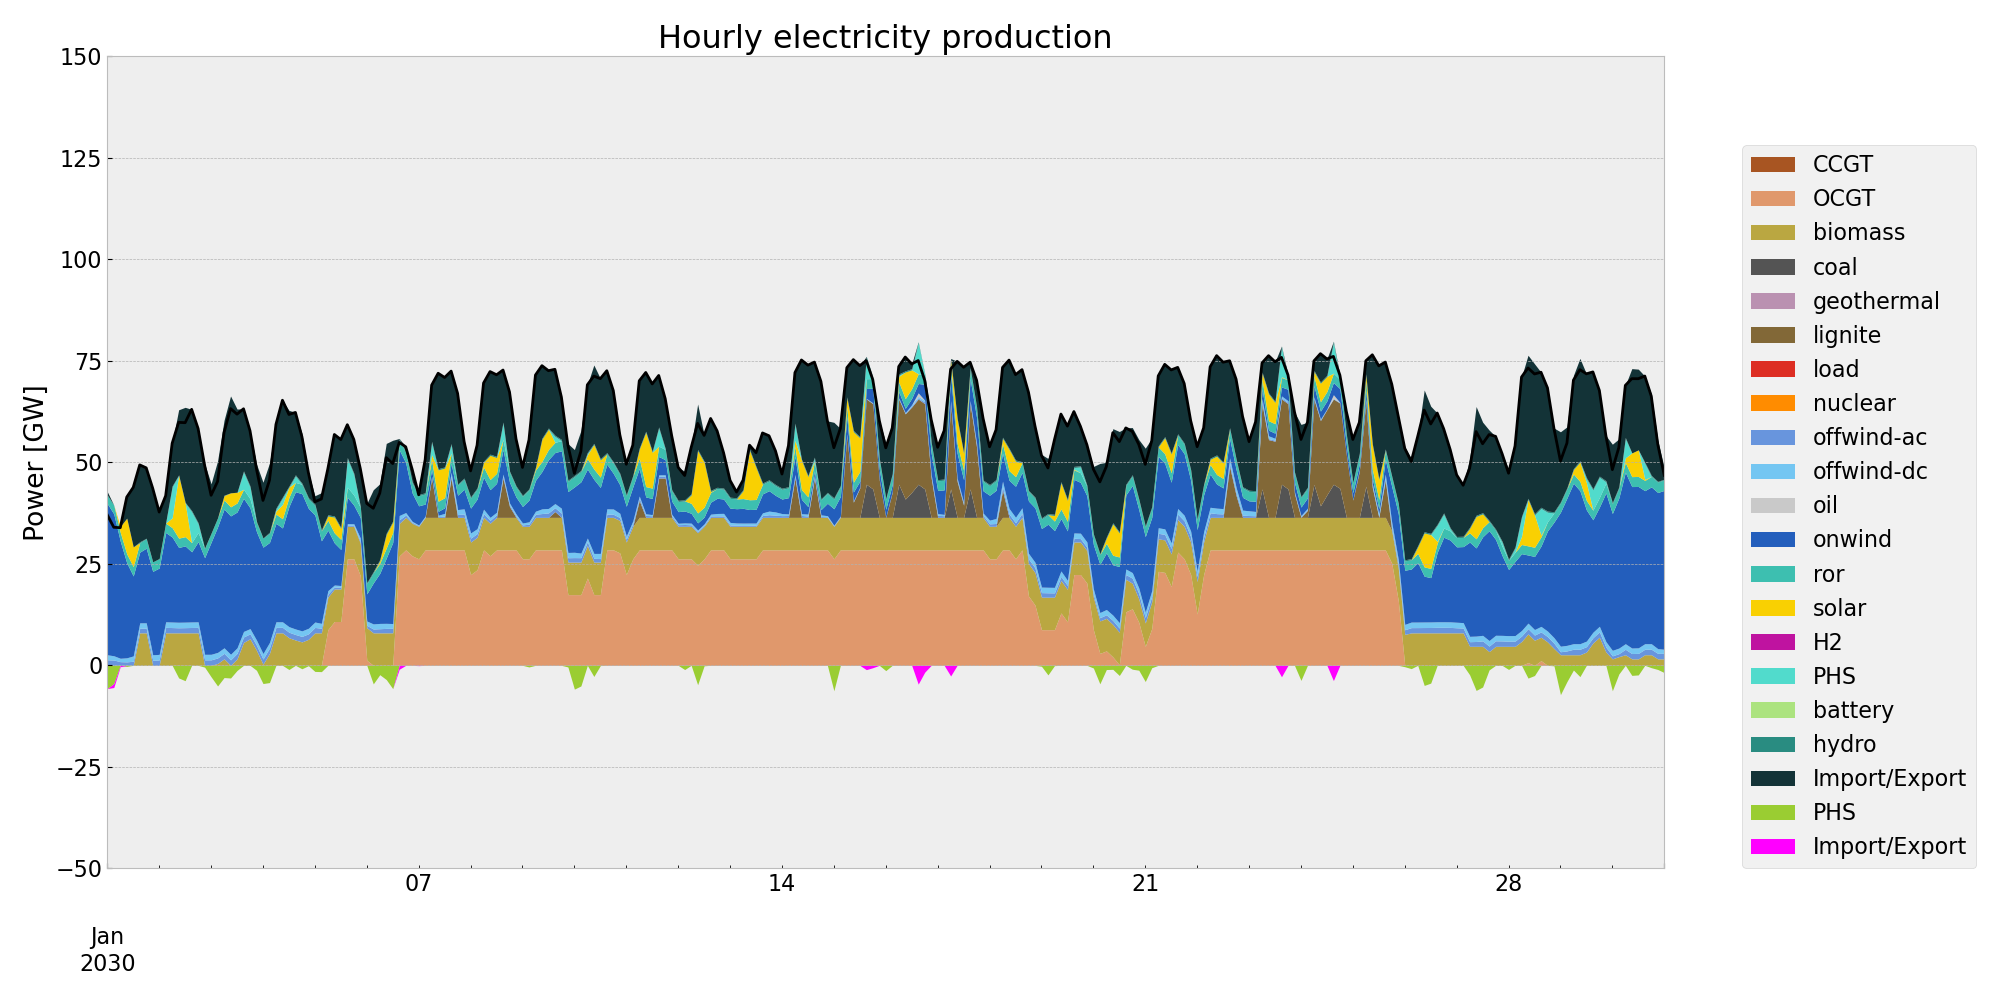 Hourly electricity production
Power [GW]
150
125
100
75
50
25
0
−25
−50
07
14
21
28
Jan
2030
CCGT
OCGT
biomass
coal
geothermal
lignite
load
nuclear
offwind-ac
offwind-dc
oil
onwind
ror
solar
H2
PHS
battery
hydro
Import/Export
PHS
Import/Export